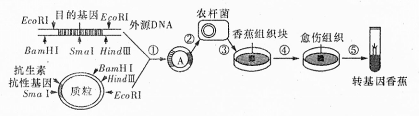 EcoRI 目的基因 EcoRI 外源DNA
BamHI SmaI HindⅢ
抗生素
抗性基因
SmaI
质粒
BamHI
HindⅢ
EcoRI
①
A
②
农杆菌
③
香蕉组织块
④
愈伤组织
⑤
转基因香蕉